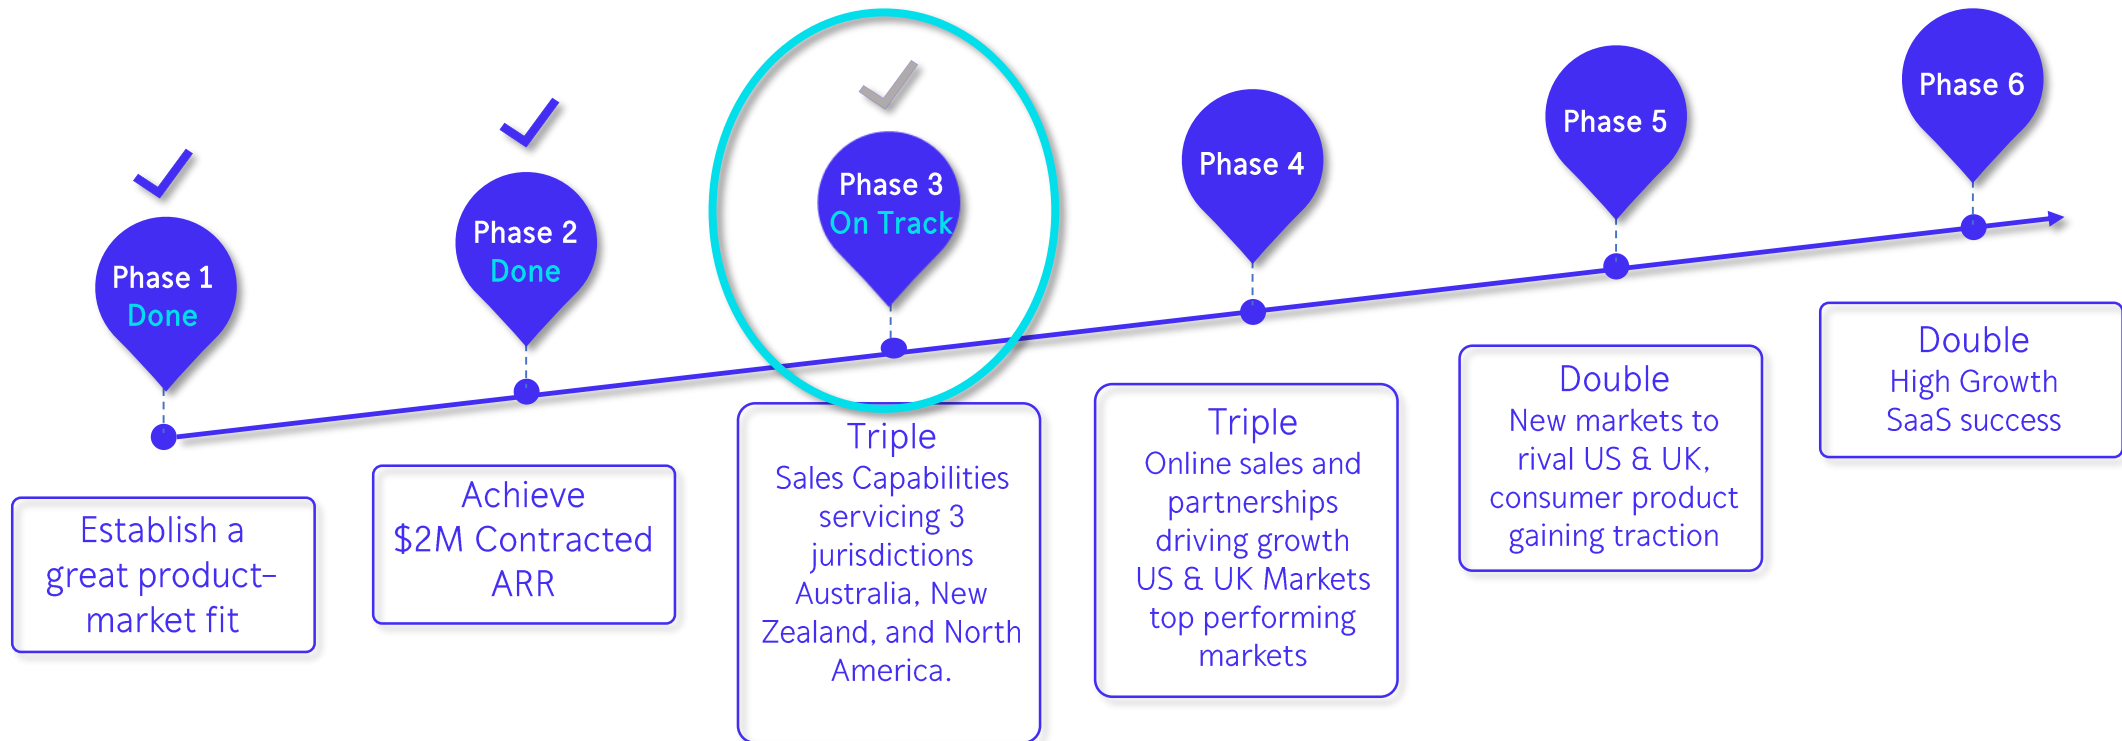 Phase 1
Done
Establish a
great product-
market fit
Phase 2
Done
Achieve
$2M Contracted
ARR
Phase 3
On Track
Triple
Sales Capabilities
servicing 3
jurisdictions
Australia, New
Zealand, and North
America.
Phase 4
Triple
Online sales and
partnerships
driving growth
US & UK Markets
top performing
markets
Phase 5
Double
New markets to
rival US & UK,
consumer product
gaining traction
Phase 6
Double
High Growth
SaaS success